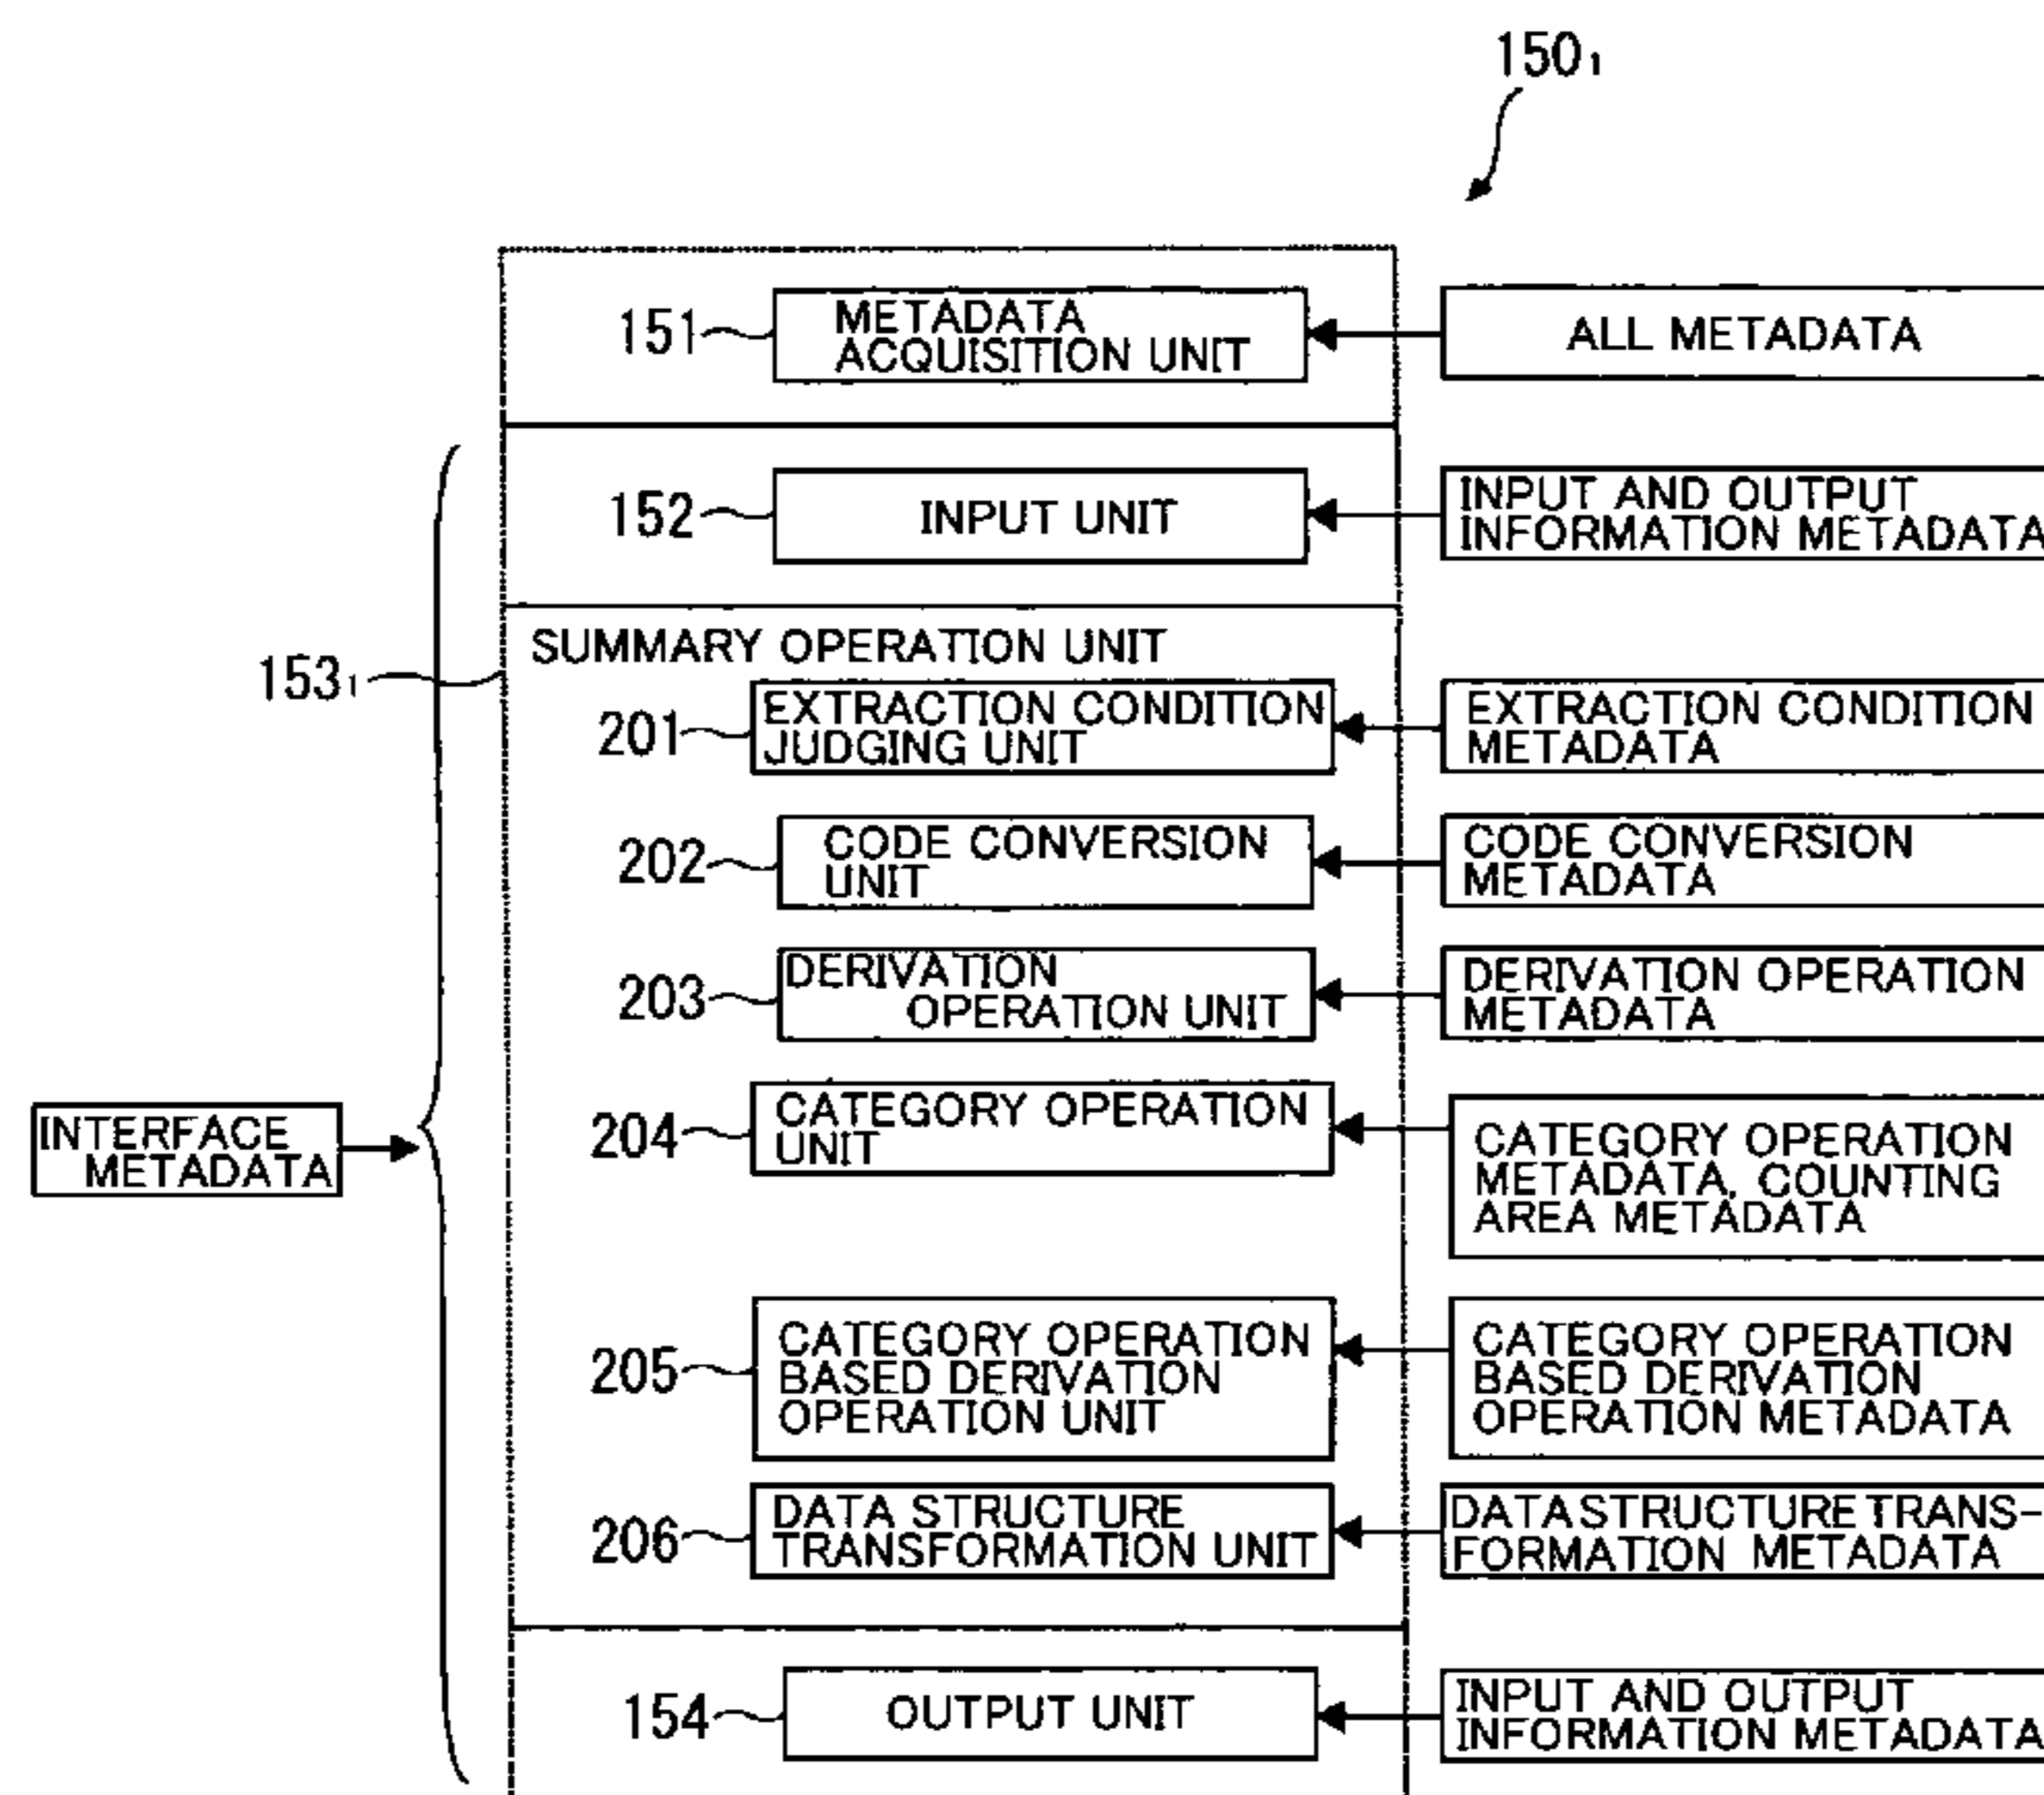 150₁
151
METADATA
ACQUISITION UNIT
ALL METADATA
152
INPUT UNIT
INPUT AND OUTPUT
INFORMATION METADATA
153₁
SUMMARY OPERATION UNIT
201
EXTRACTION CONDITION
JUDGING UNIT
EXTRACTION CONDITION
METADATA
202
CODE CONVERSION
UNIT
CODE CONVERSION
METADATA
203
DERIVATION
OPERATION UNIT
DERIVATION OPERATION
METADATA
INTERFACE
METADATA
204
CATEGORY OPERATION
UNIT
CATEGORY OPERATION
METADATA, COUNTING
AREA METADATA
205
CATEGORY OPERATION
BASED DERIVATION
OPERATION UNIT
CATEGORY OPERATION
BASED DERIVATION
OPERATION METADATA
206
DATA STRUCTURE
TRANSFORMATION UNIT
DATA STRUCTURE TRANS-
FORMATION METADATA
154
OUTPUT UNIT
INPUT AND OUTPUT
INFORMATION METADATA